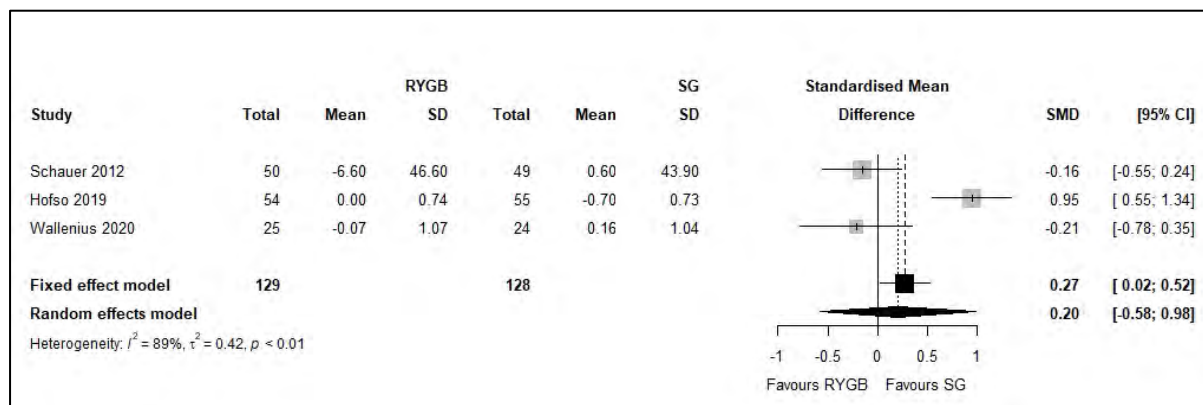 RYGB SG Standardised Mean
Study Total Mean SD Total Mean SD Difference SMD [95% CI]
Schauer 2012 50 -6.60 46.60 49 0.60 43.90 -0.16 [-0.55; 0.24]
Hofso 2019 54 0.00 0.74 55 -0.70 0.73 0.95 [ 0.55; 1.34]
Wallenius 2020 25 -0.07 1.07 24 0.16 1.04 -0.21 [-0.78; 0.35]
Fixed effect model 129 128 0.27 [ 0.02; 0.52]
Random effects model 0.20 [-0.58; 0.98]
Heterogeneity: I² = 89%, τ² = 0.42, p < 0.01
-1 -0.5 0 0.5 1
Favours RYGB Favours SG